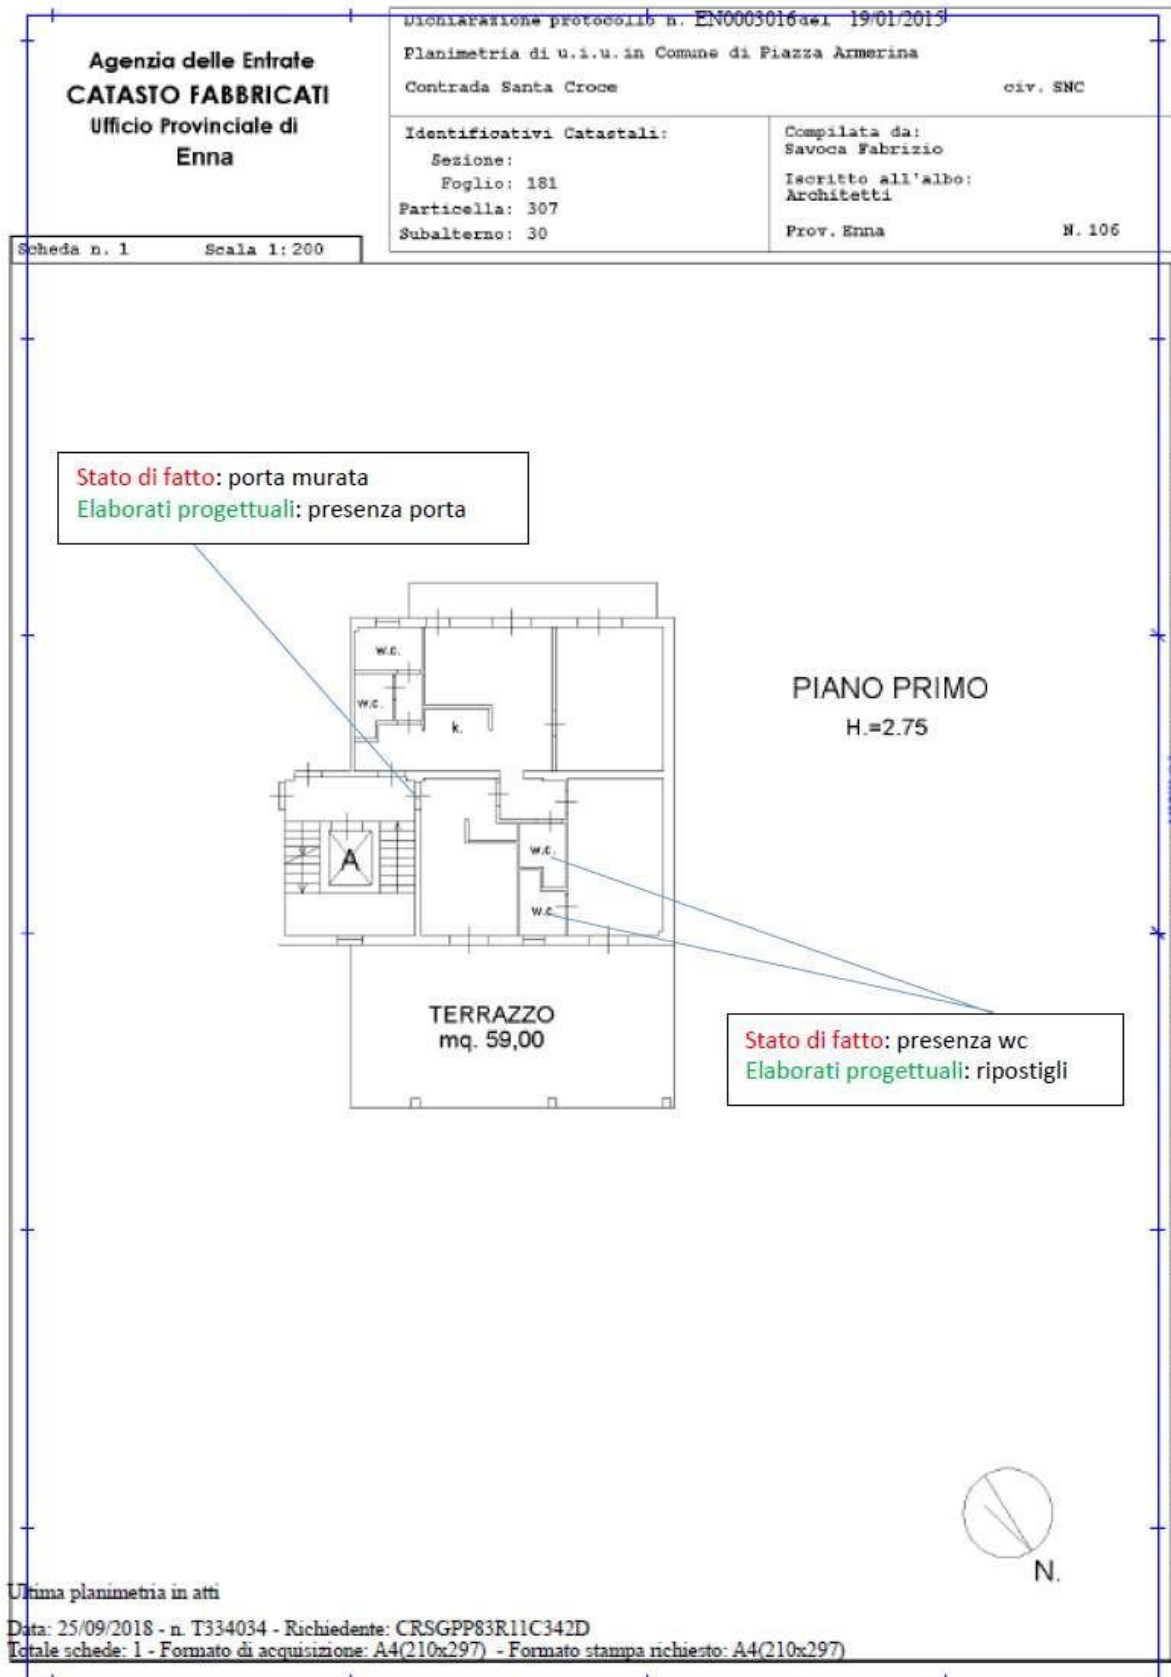 Dichiarazione protocollo n. EN0003016 del 19/01/2015
Agenzia delle Entrate
CATASTO FABBRICATI
Ufficio Provinciale di
Enna
Planimetria di u.i.u. in Comune di Piazza Armerina
Contrada Santa Croce civ. SNC
Identificativi Catastali:
Sezione:
Foglio: 181
Particella: 307
Subalterno: 30
Compilata da:
Savoca Fabrizio
Iscritto all'albo:
Architetti
Prov. Enna N. 106
Scheda n. 1 Scala 1:200
Stato di fatto: porta murata
Elaborati progettuali: presenza porta
w.c.
w.c.
k.
PIANO PRIMO
H.=2.75
A
w.c.
w.c.
TERRAZZO
mq. 59,00
Stato di fatto: presenza wc
Elaborati progettuali: ripostigli
N.
Ultima planimetria in atti
Data: 25/09/2018 - n. T334034 - Richiedente: CRSGPP83R11C342D
Totale schede: 1 - Formato di acquisizione: A4(210x297) - Formato stampa richiesto: A4(210x297)